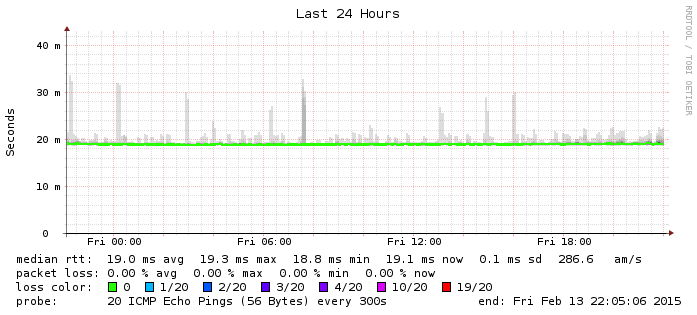 Last 24 Hours
RRDTOOL / TOBI OETIKER
Seconds
40 m
30 m
20 m
10 m
0
Fri 00:00 Fri 06:00 Fri 12:00 Fri 18:00
median rtt: 19.0 ms avg 19.3 ms max 18.8 ms min 19.1 ms now 0.1 ms sd 286.6 am/s
packet loss: 0.00 % avg 0.00 % max 0.00 % min 0.00 % now
loss color: 0 1/20 2/20 3/20 4/20 10/20 19/20
probe: 20 ICMP Echo Pings (56 Bytes) every 300s end: Fri Feb 13 22:05:06 2015